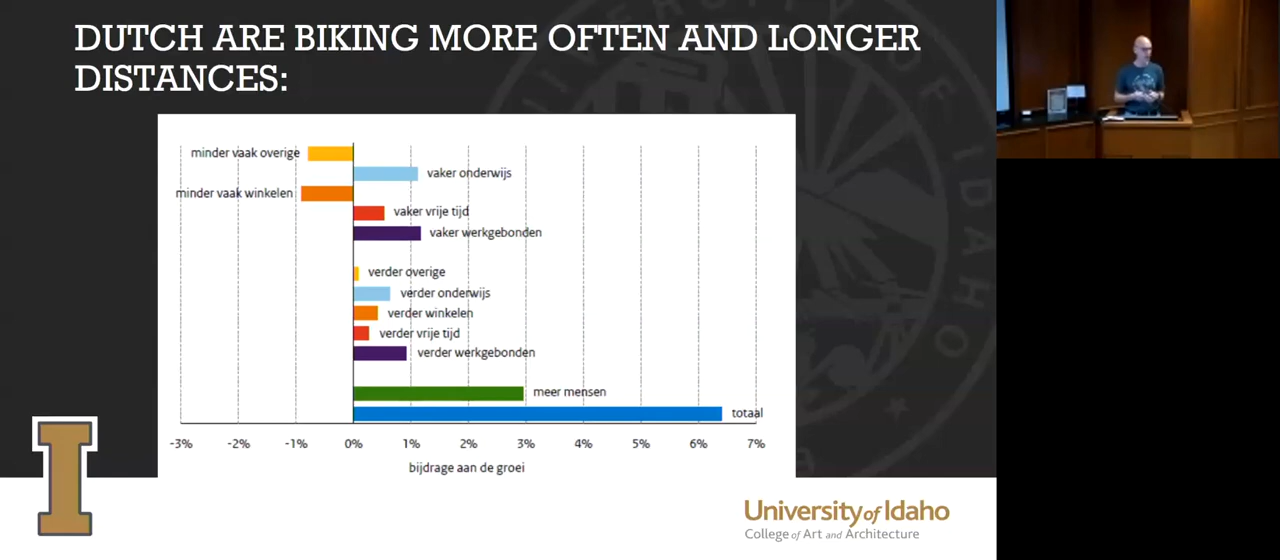 DUTCH ARE BIKING MORE OFTEN AND LONGER
DISTANCES:
minder vaak overige
vaker onderwijs
minder vaak winkelen
vaker vrije tijd
vaker werkgebonden
verder overige
verder onderwijs
verder winkelen
verder vrije tijd
verder werkgebonden
meer mensen
totaal
-3% -2% -1% 0% 1% 2% 3% 4% 5% 6% 7%
bijdrage aan de groei
I
University of Idaho
College of Art and Architecture